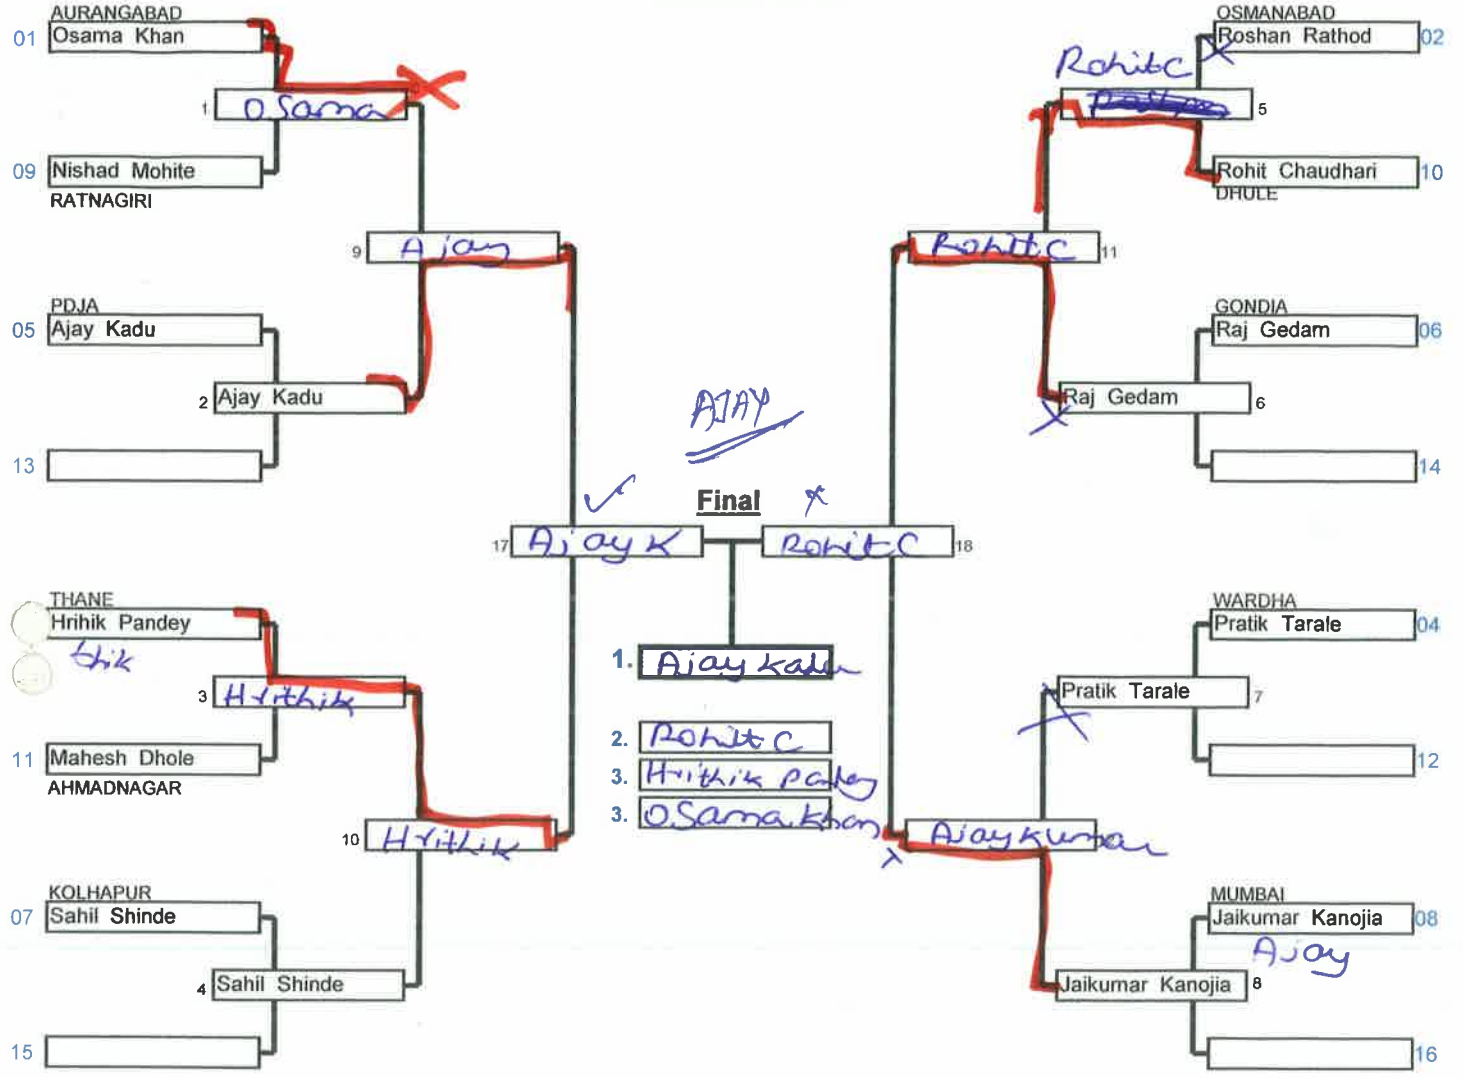 AURANGABAD
01 Osama Khan
1 OSama
09 Nishad Mohite
RATNAGIRI
9 Ajay
PDJA
05 Ajay Kadu
2 Ajay Kadu
13
17 Ajay K
THANE
Hrihik Pandey
thik
3 Hrithik
11 Mahesh Dhole
AHMADNAGAR
10 Hrithik
KOLHAPUR
07 Sahil Shinde
4 Sahil Shinde
15
AJAY
Final
1. Ajay Kadu
2. Rohit C
3. Hrithik Pandey
3. OSama Khan
OSMANABAD
Roshan Rathod 02
Rohit C
5
Rohit Chaudhari 10
DHULE
Rohit C 11
GONDIA
Raj Gedam 06
Raj Gedam 6
14
Rohit C 18
WARDHA
Pratik Tarale 04
Pratik Tarale 7
12
Ajaykumar
MUMBAI
Jaikumar Kanojia 08
Ajay
Jaikumar Kanojia 8
16